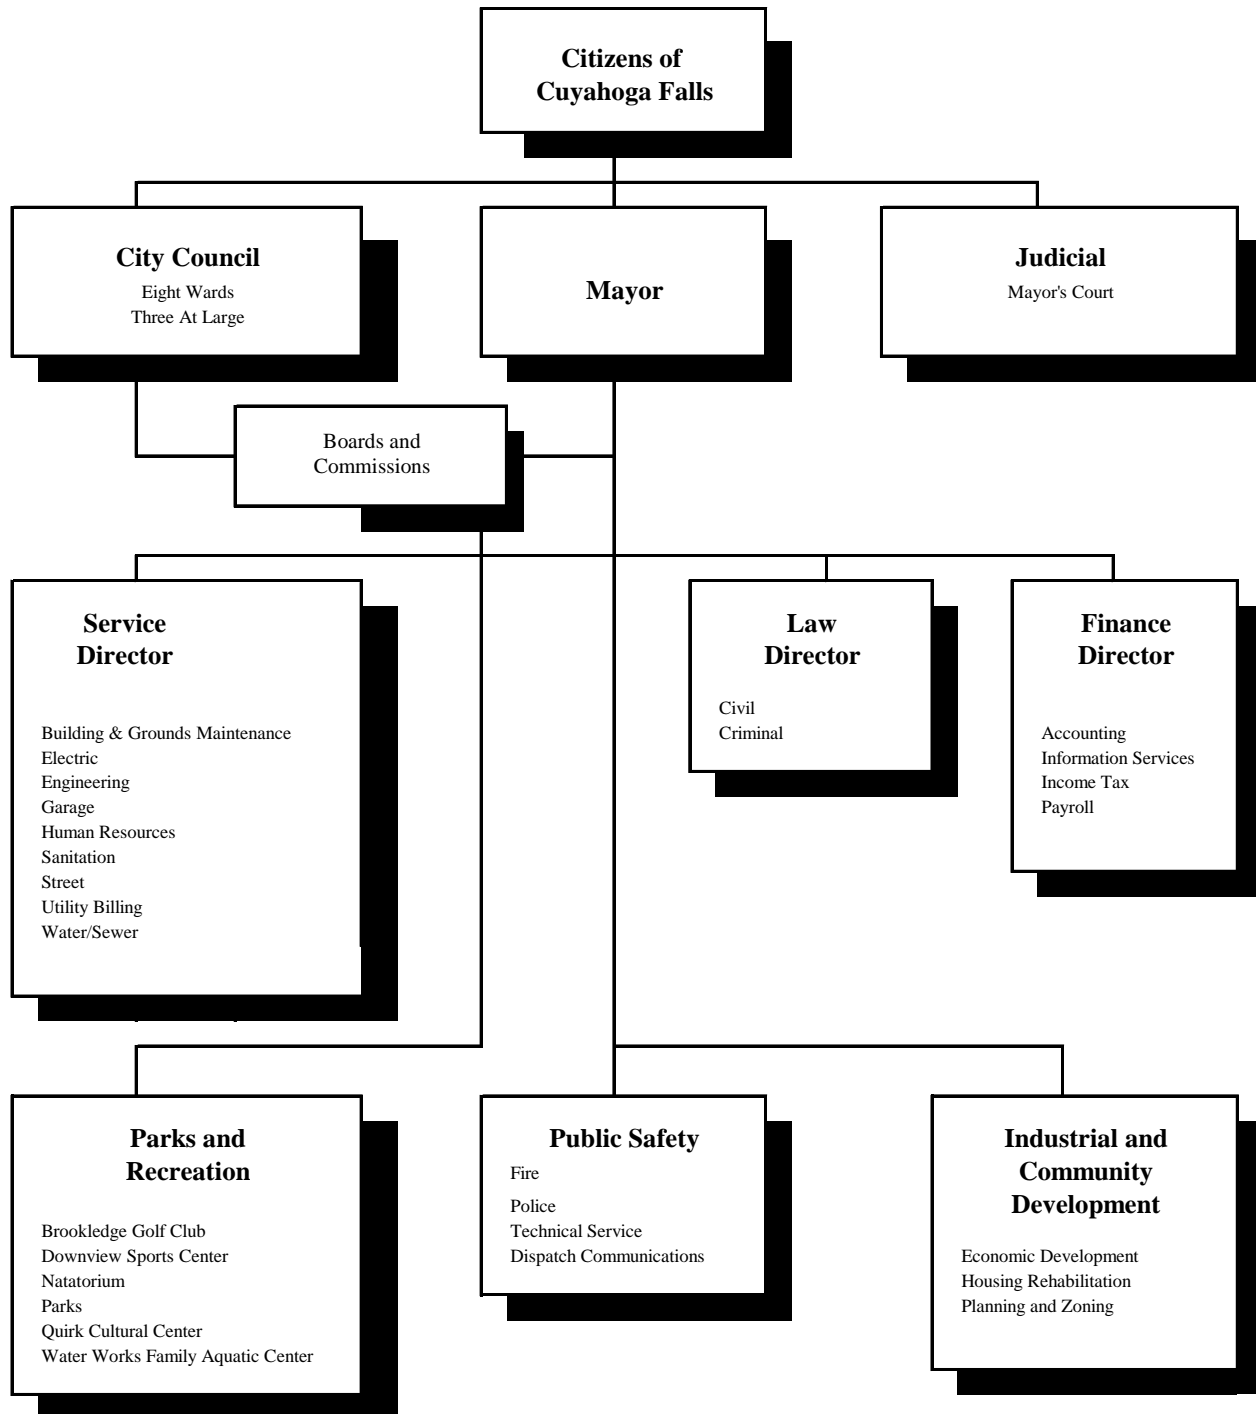 Citizens of
Cuyahoga Falls
City Council
Eight Wards
Three At Large
Mayor
Judicial
Mayor's Court
Boards and
Commissions
Service
Director
Building & Grounds Maintenance
Electric
Engineering
Garage
Human Resources
Sanitation
Street
Utility Billing
Water/Sewer
Law
Director
Civil
Criminal
Finance
Director
Accounting
Information Services
Income Tax
Payroll
Parks and
Recreation
Brookledge Golf Club
Downview Sports Center
Natatorium
Parks
Quirk Cultural Center
Water Works Family Aquatic Center
Public Safety
Fire
Police
Technical Service
Dispatch Communications
Industrial and
Community
Development
Economic Development
Housing Rehabilitation
Planning and Zoning